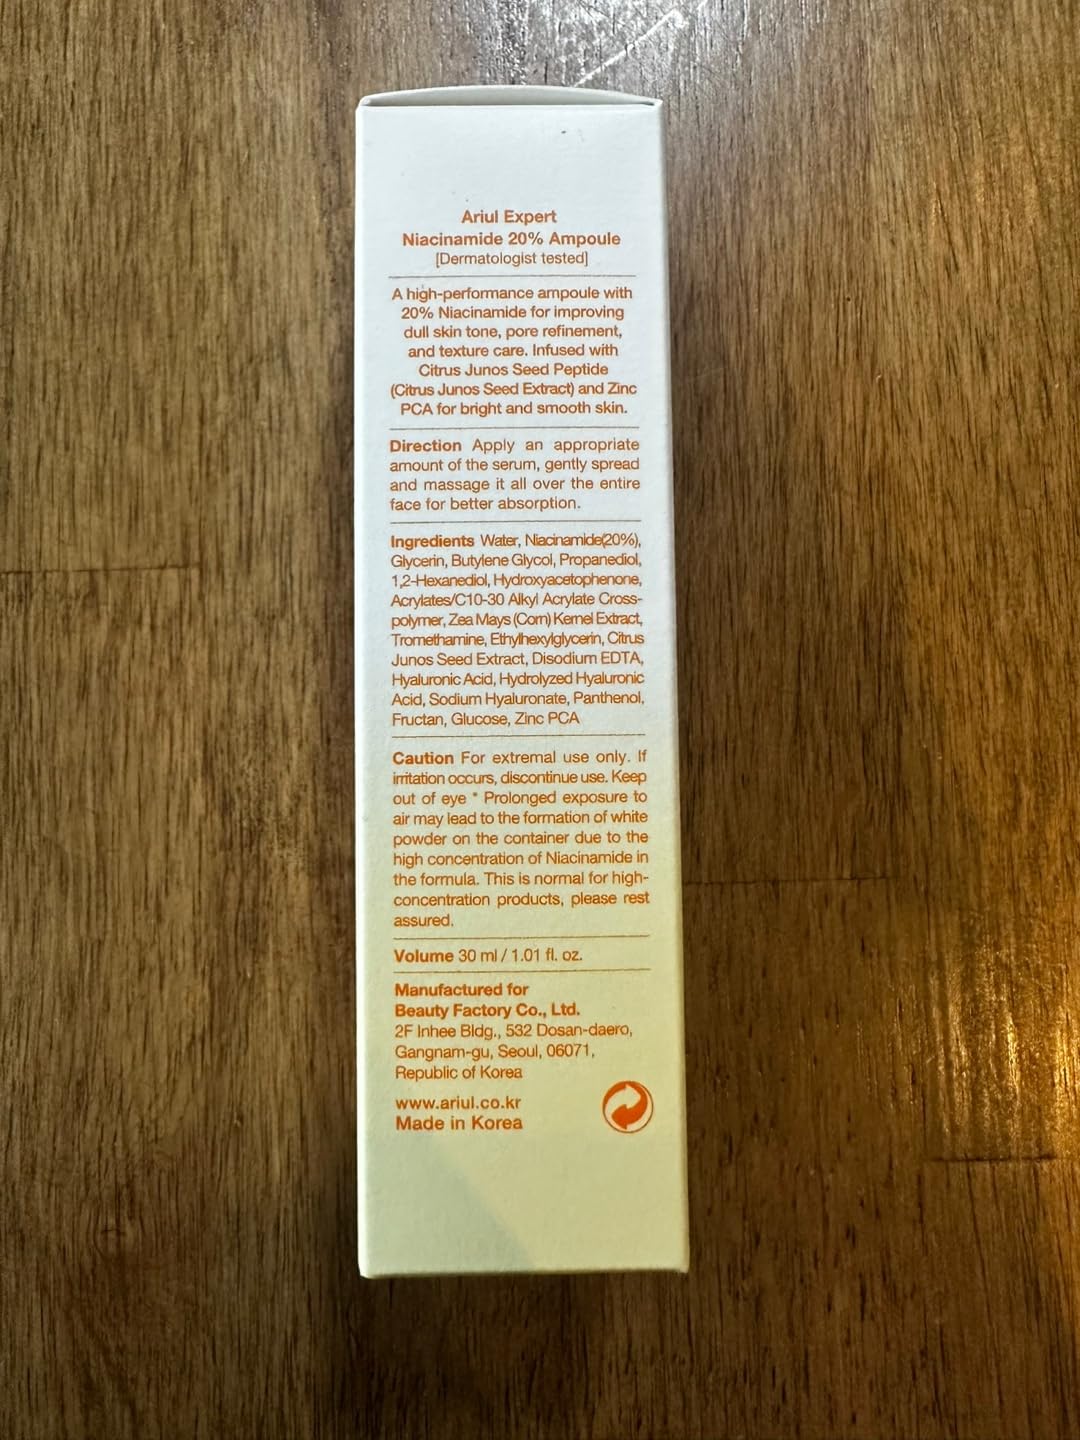 Ariul Expert
Niacinamide 20% Ampoule
[Dermatologist tested]
A high-performance ampoule with
20% Niacinamide for improving
dull skin tone, pore refinement,
and texture care. Infused with
Citrus Junos Seed Peptide
(Citrus Junos Seed Extract) and Zinc
PCA for bright and smooth skin.
Direction Apply an appropriate
amount of the serum, gently spread
and massage it all over the entire
face for better absorption.
Ingredients Water, Niacinamide(20%),
Glycerin, Butylene Glycol, Propanediol,
1,2-Hexanediol, Hydroxyacetophenone,
Acrylates/C10-30 Alkyl Acrylate Cross-
polymer, Zea Mays (Corn) Kernel Extract,
Tromethamine, Ethylhexylglycerin, Citrus
Junos Seed Extract, Disodium EDTA,
Hyaluronic Acid, Hydrolyzed Hyaluronic
Acid, Sodium Hyaluronate, Panthenol,
Fructan, Glucose, Zinc PCA
Caution For extremal use only. If
irritation occurs, discontinue use. Keep
out of eye * Prolonged exposure to
air may lead to the formation of white
powder on the container due to the
high concentration of Niacinamide in
the formula. This is normal for high-
concentration products, please rest
assured.
Volume 30 ml / 1.01 fl. oz.
Manufactured for
Beauty Factory Co., Ltd.
2F Inhee Bldg., 532 Dosan-daero,
Gangnam-gu, Seoul, 06071,
Republic of Korea
www.ariul.co.kr
Made in Korea